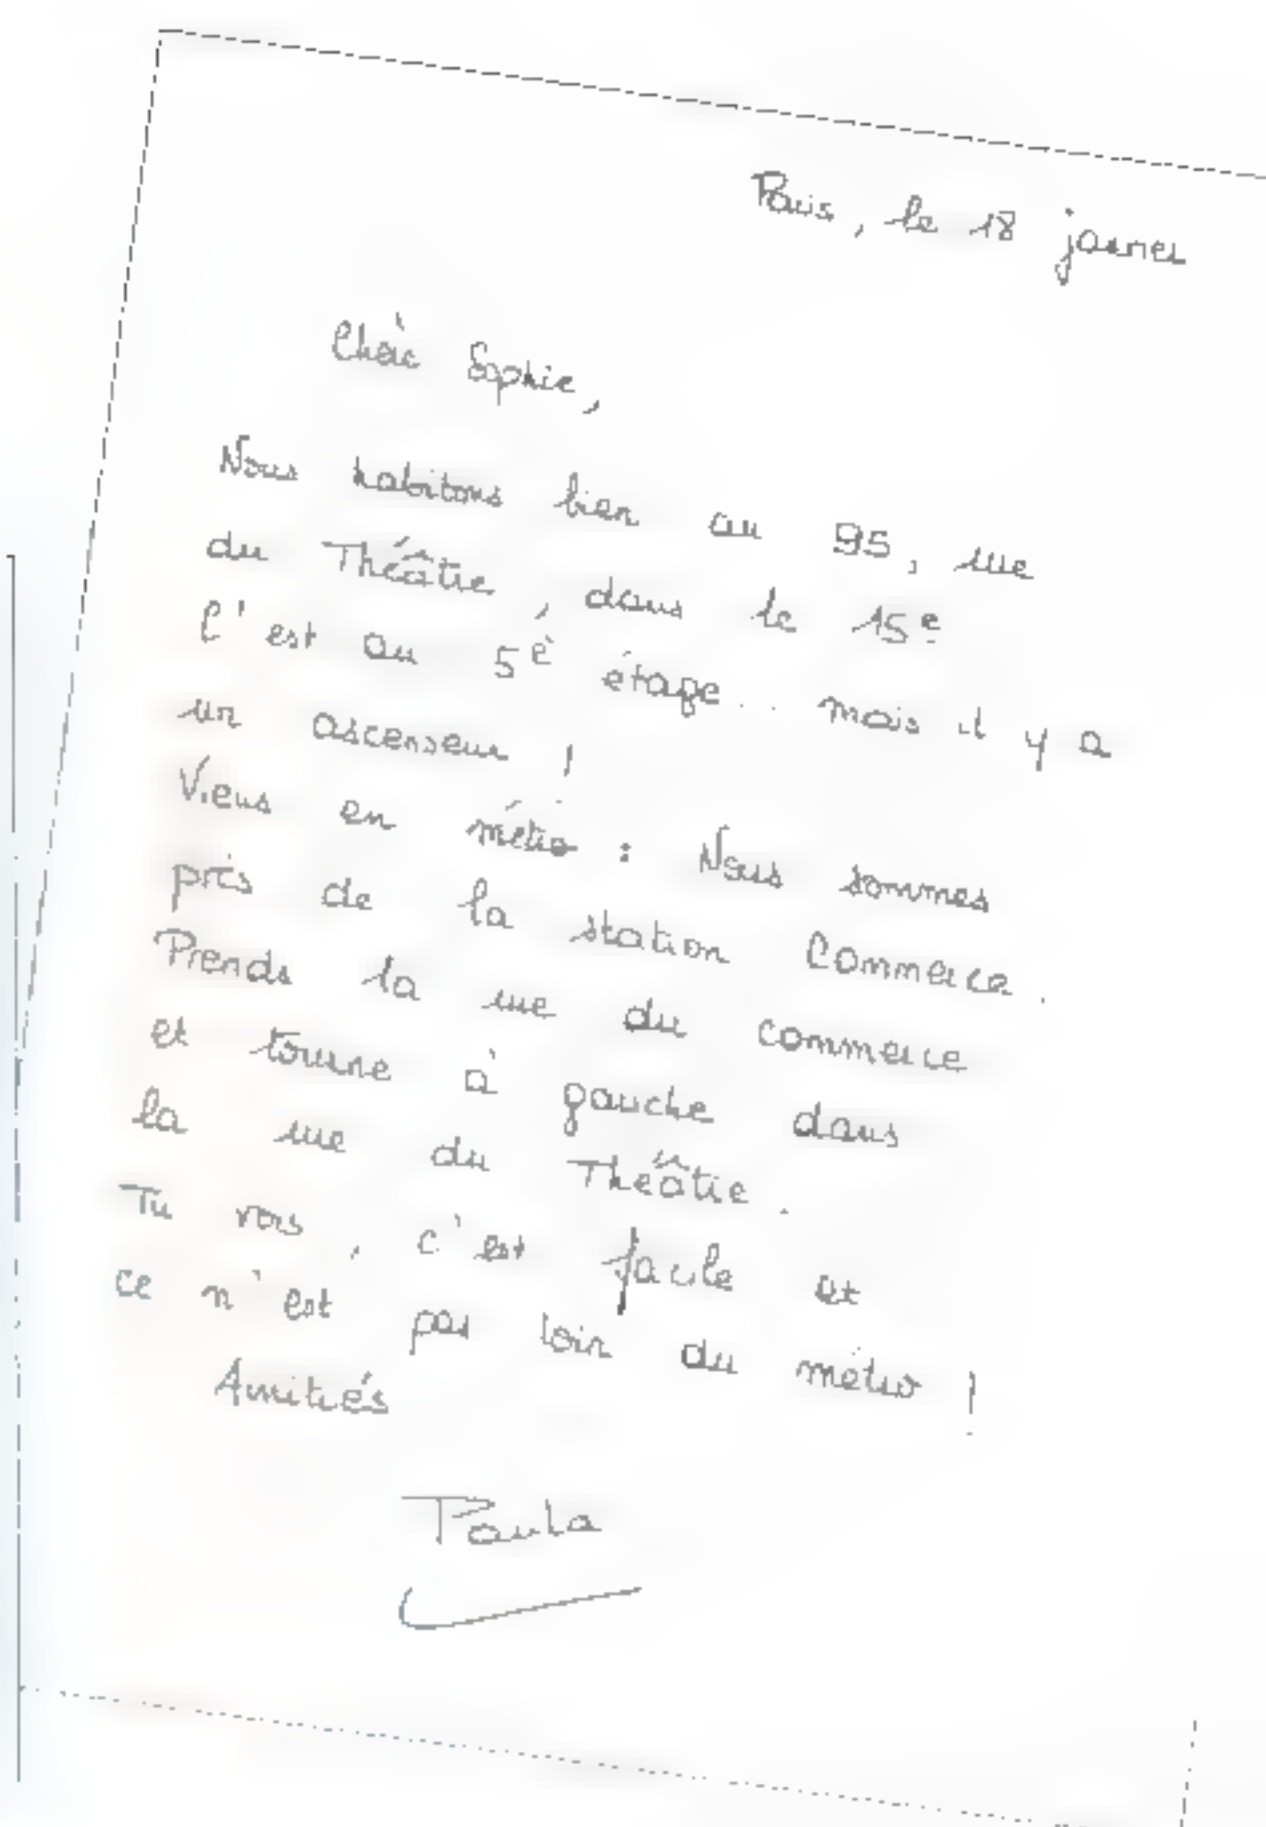 Paris, le 18 janvier
Chère Sophie,
Nous habitons bien au 95, rue
du Théâtre, dans le 15e
C'est au 5è étage... mais il y a
un ascenseur !
Viens en métro : Nous sommes
près de la station Commerce.
Prends la rue du commerce
et tourne à gauche dans
la rue du Théâtre.
Tu vois, c'est facile et
ce n'est pas loin du métro !
Amitiés
Paula